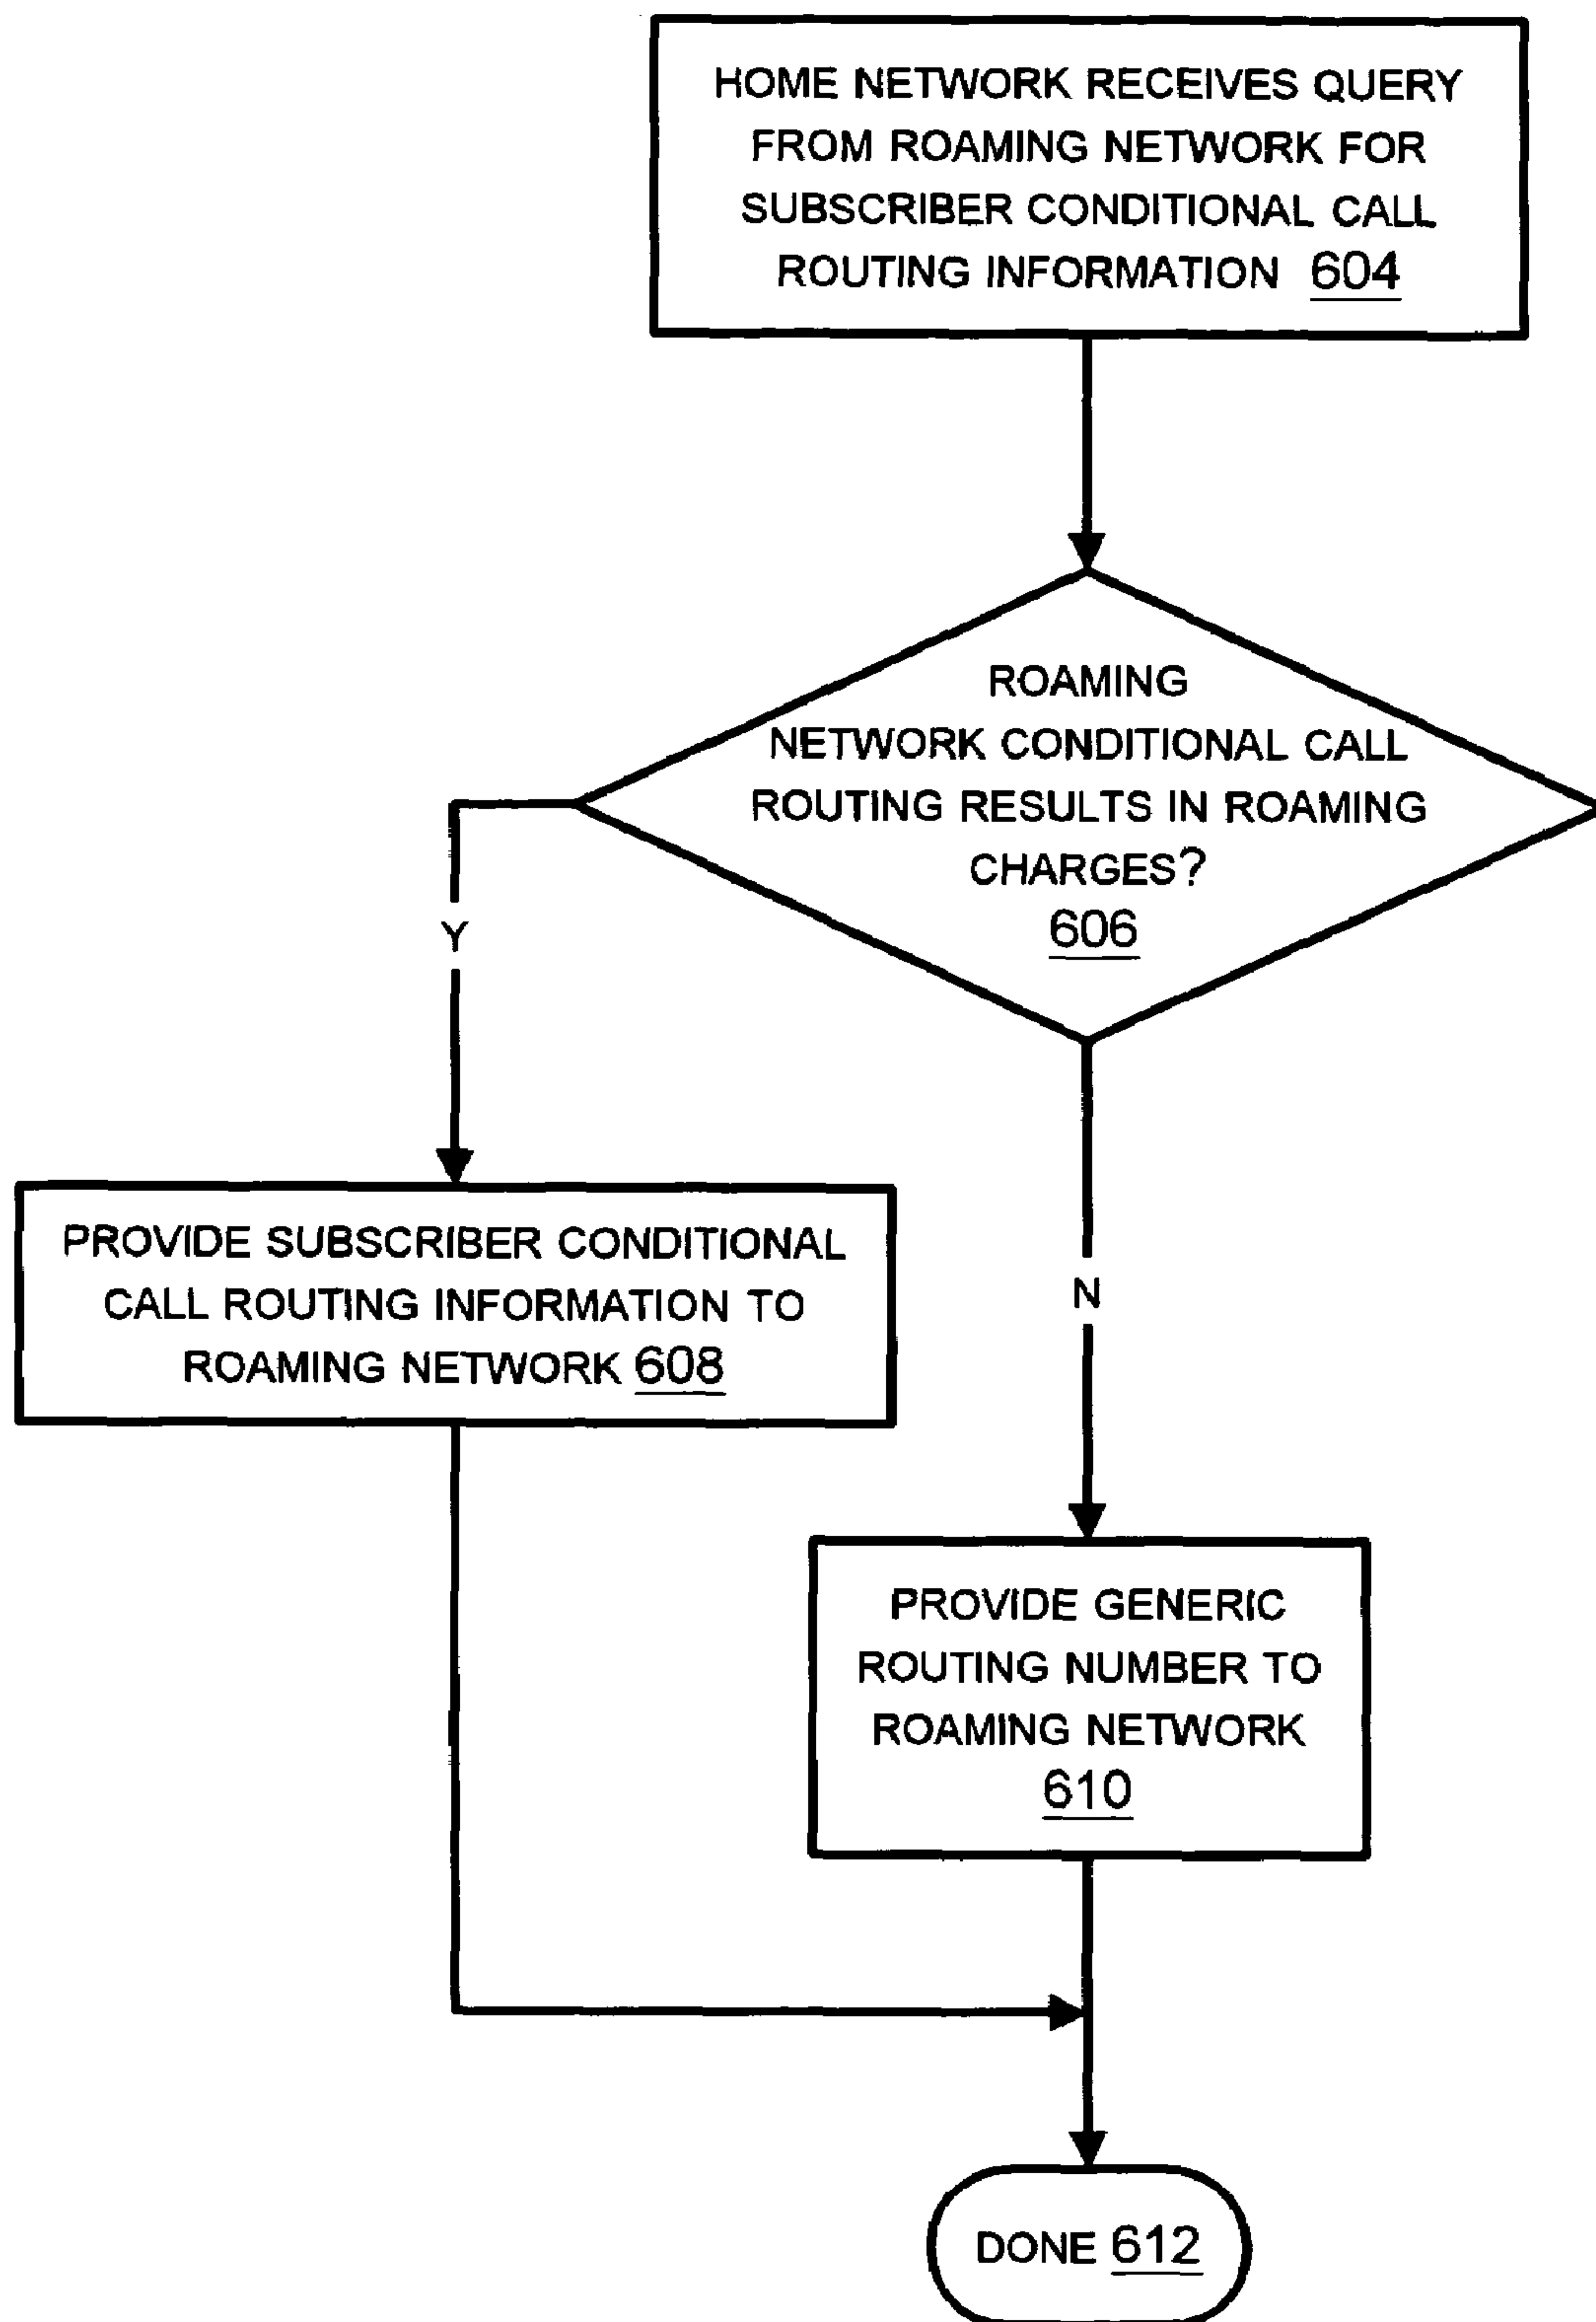 HOME NETWORK RECEIVES QUERY
FROM ROAMING NETWORK FOR
SUBSCRIBER CONDITIONAL CALL
ROUTING INFORMATION 604
ROAMING
NETWORK CONDITIONAL CALL
ROUTING RESULTS IN ROAMING
CHARGES?
606
Y
N
PROVIDE SUBSCRIBER CONDITIONAL
CALL ROUTING INFORMATION TO
ROAMING NETWORK 608
PROVIDE GENERIC
ROUTING NUMBER TO
ROAMING NETWORK
610
DONE 612